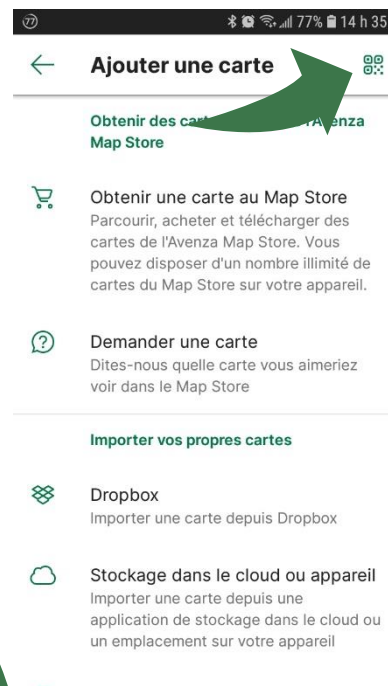 77 77% 14 h 35
Ajouter une carte
Obtenir des
Map Store
Obtenir une carte au Map Store
Parcourir, acheter et télécharger des
cartes de l'Avenza Map Store. Vous
pouvez disposer d'un nombre illimité de
cartes du Map Store sur votre appareil.
Demander une carte
Dites-nous quelle carte vous aimeriez
voir dans le Map Store
Importer vos propres cartes
Dropbox
Importer une carte depuis Dropbox
Stockage dans le cloud ou appareil
Importer une carte depuis une
application de stockage dans le cloud ou
un emplacement sur votre appareil